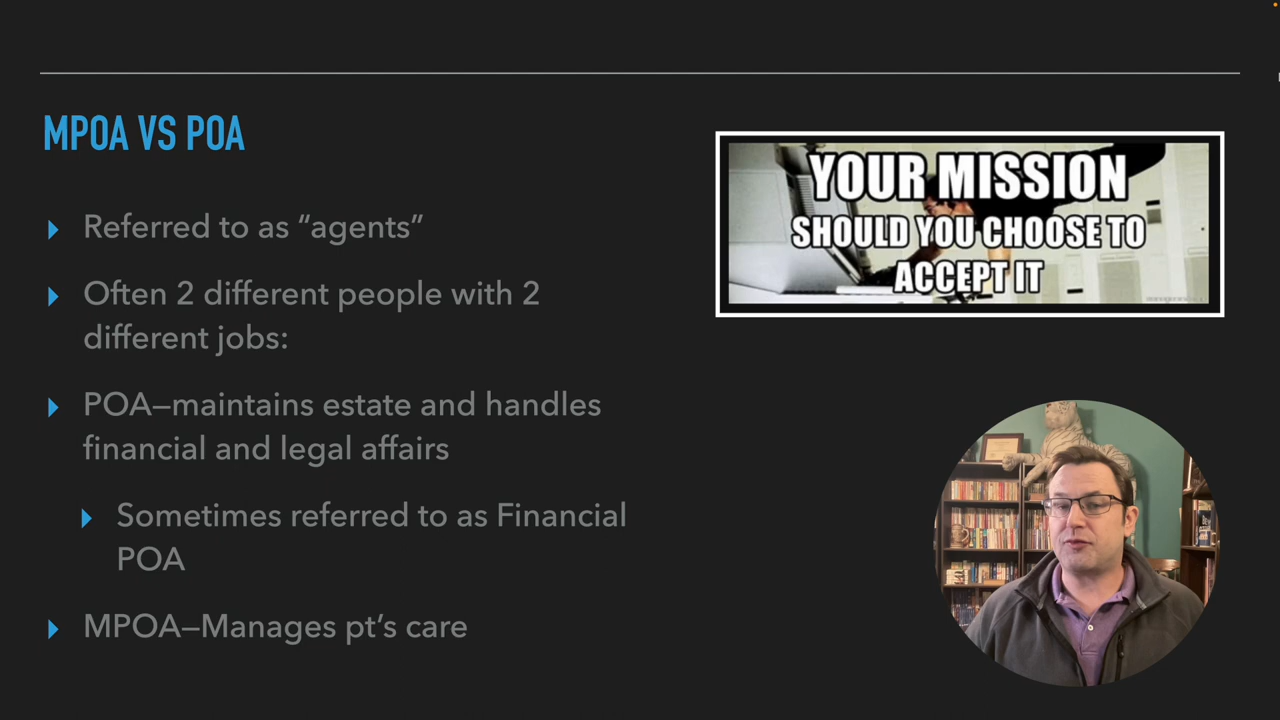 MPOA VS POA
Referred to as “agents”
Often 2 different people with 2
different jobs:
POA—maintains estate and handles
financial and legal affairs
Sometimes referred to as Financial
POA
MPOA—Manages pt’s care
YOUR MISSION
SHOULD YOU CHOOSE TO
ACCEPT IT